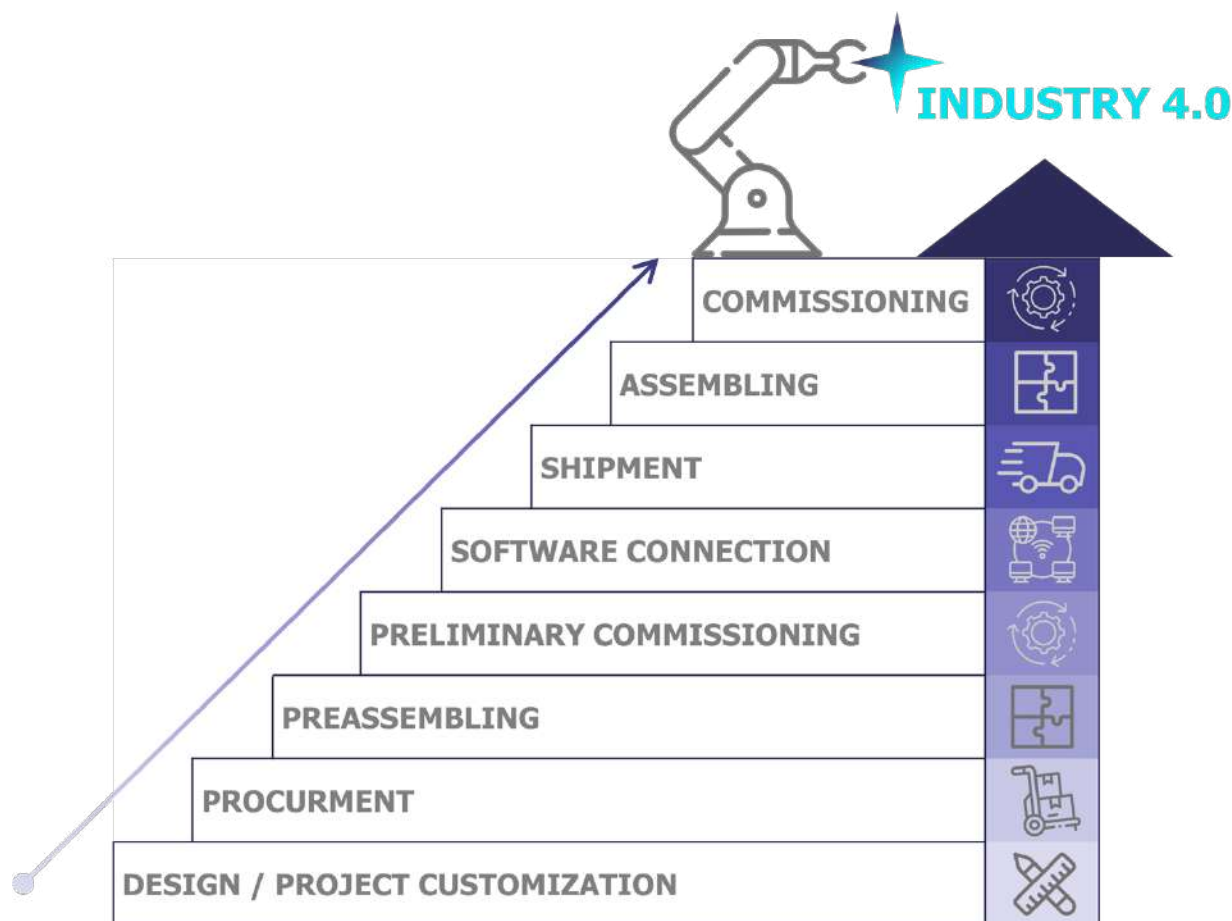 INDUSTRY 4.0
COMMISSIONING
ASSEMBLING
SHIPMENT
SOFTWARE CONNECTION
PRELIMINARY COMMISSIONING
PREASSEMBLING
PROCURMENT
DESIGN / PROJECT CUSTOMIZATION